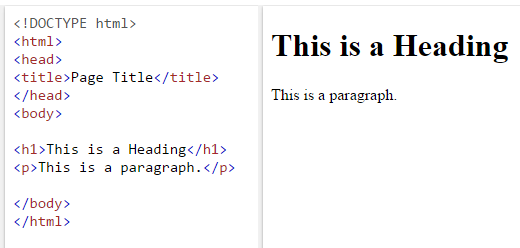 <!DOCTYPE html>
<html>
<head>
<title>Page Title</title>
</head>
<body>
<h1>This is a Heading</h1>
<p>This is a paragraph.</p>
</body>
</html>
This is a Heading
This is a paragraph.